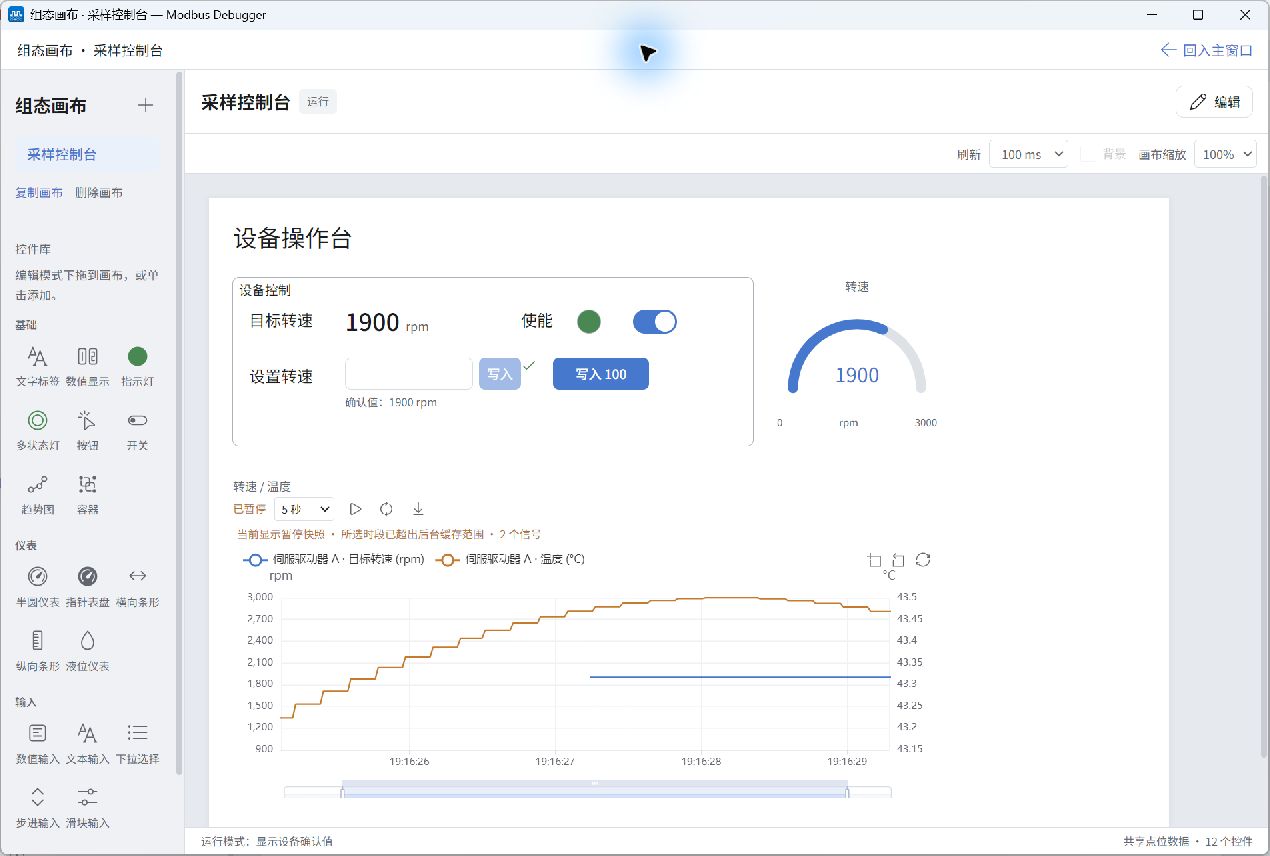 组态画布 · 采样控制台 — Modbus Debugger
组态画布 · 采样控制台
回入主窗口
组态画布
采样控制台
复制画布 删除画布
控件库
编辑模式下拖到画布，或单
击添加。
基础
文字标签 数值显示 指示灯
多状态灯 按钮 开关
趋势图 容器
仪表
半圆仪表 指针表盘 横向条形
纵向条形 液位仪表
输入
数值输入 文本输入 下拉选择
步进输入 滑块输入
采样控制台 运行
编辑
刷新 100 ms 背景 画布缩放 100%
设备操作台
设备控制
目标转速 1900 rpm 使能
设置转速 写入 写入 100
确认值：1900 rpm
转速
1900
0 rpm 3000
转速 / 温度
已暂停 5 秒
当前显示暂停快照 · 所选时段已超出后台缓存范围 · 2 个信号
伺服驱动器 A · 目标转速 (rpm) 伺服驱动器 A · 温度 (°C)
rpm °C
3,000 43.5
2,700 43.45
2,400 43.4
2,100 43.35
1,800 43.3
1,500 43.25
1,200 43.2
900 43.15
19:16:26 19:16:27 19:16:28 19:16:29
运行模式：显示设备确认值
共享点位数据 · 12 个控件